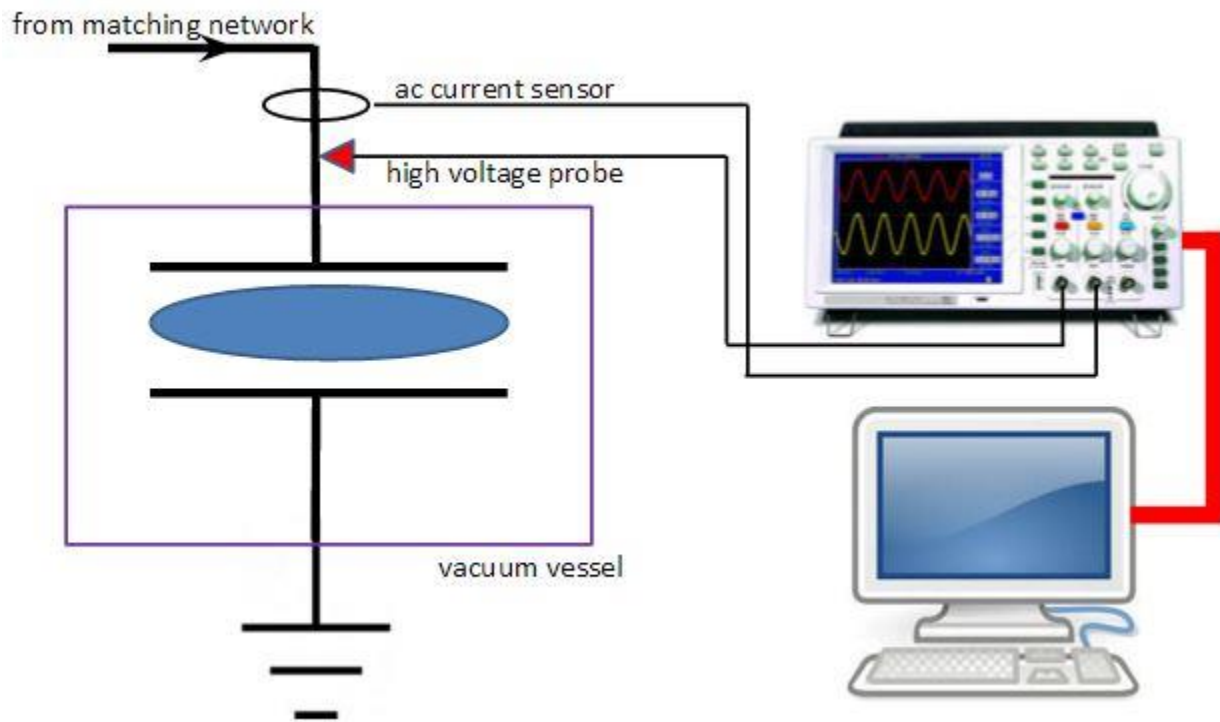 from matching network
ac current sensor
high voltage probe
vacuum vessel